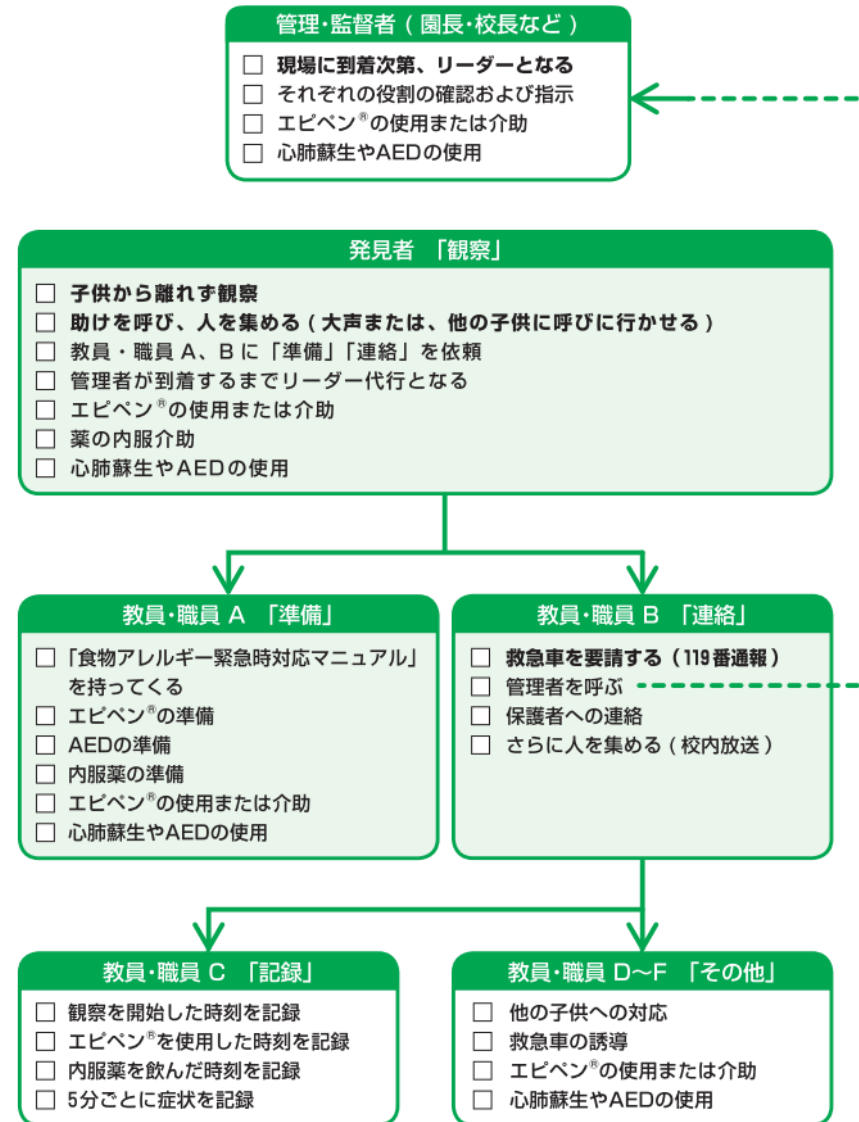 管理・監督者(園長・校長など)
□ 現場に到着次第、リーダーとなる
□ それぞれの役割の確認および指示
□ エピペン®の使用または介助
□ 心肺蘇生やAEDの使用
発見者 「観察」
□ 子供から離れず観察
□ 助けを呼び、人を集める(大声または、他の子供に呼びに行かせる)
□ 教員・職員 A、B に「準備」「連絡」を依頼
□ 管理者が到着するまでリーダー代行となる
□ エピペン®の使用または介助
□ 薬の内服介助
□ 心肺蘇生やAEDの使用
教員・職員 A 「準備」
□ 「食物アレルギー緊急時対応マニュアル」
を持ってくる
□ エピペン®の準備
□ AEDの準備
□ 内服薬の準備
□ エピペン®の使用または介助
□ 心肺蘇生やAEDの使用
教員・職員 B 「連絡」
□ 救急車を要請する(119番通報)
□ 管理者を呼ぶ
□ 保護者への連絡
□ さらに人を集める(校内放送)
教員・職員 C 「記録」
□ 観察を開始した時刻を記録
□ エピペン®を使用した時刻を記録
□ 内服薬を飲んだ時刻を記録
□ 5分ごとに症状を記録
教員・職員 D〜F 「その他」
□ 他の子供への対応
□ 救急車の誘導
□ エピペン®の使用または介助
□ 心肺蘇生やAEDの使用